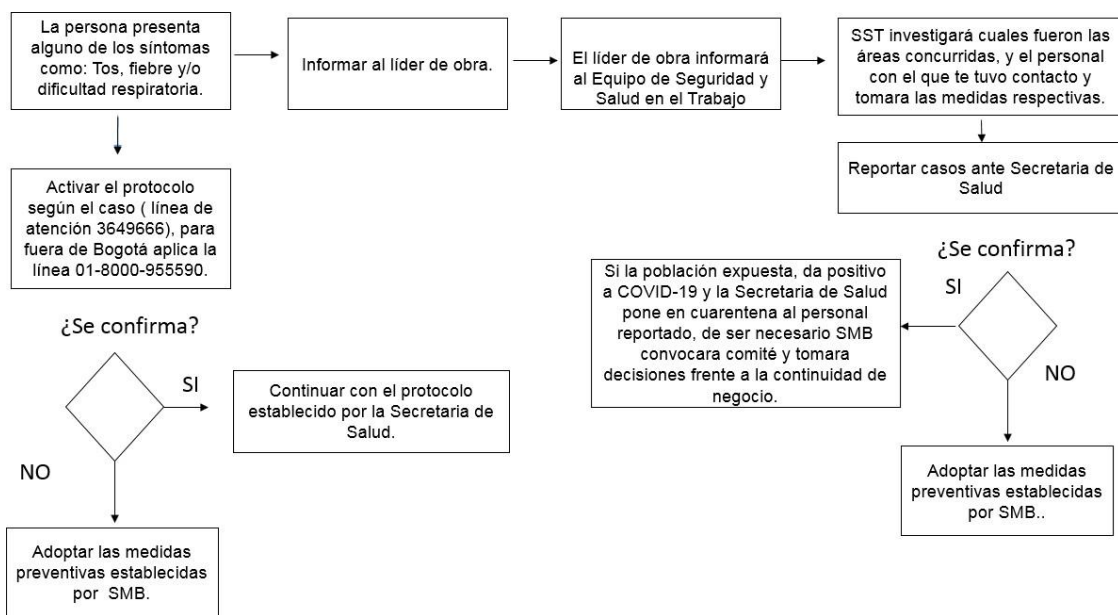 La persona presenta
alguno de los síntomas
como: Tos, fiebre y/o
dificultad respiratoria.
Informar al líder de obra.
El líder de obra informará
al Equipo de Seguridad y
Salud en el Trabajo
SST investigará cuales fueron las
áreas concurridas, y el personal
con el que te tuvo contacto y
tomara las medidas respectivas.
Activar el protocolo
según el caso ( línea de
atención 3649666), para
fuera de Bogotá aplica la
línea 01-8000-955590.
Reportar casos ante Secretaria de
Salud
¿Se confirma?
SI
NO
Si la población expuesta, da positivo
a COVID-19 y la Secretaria de Salud
pone en cuarentena al personal
reportado, de ser necesario SMB
convocara comité y tomara
decisiones frente a la continuidad de
negocio.
Adoptar las medidas
preventivas establecidas
por SMB..
¿Se confirma?
SI
Continuar con el protocolo
establecido por la Secretaria de
Salud.
NO
Adoptar las medidas
preventivas establecidas
por SMB.